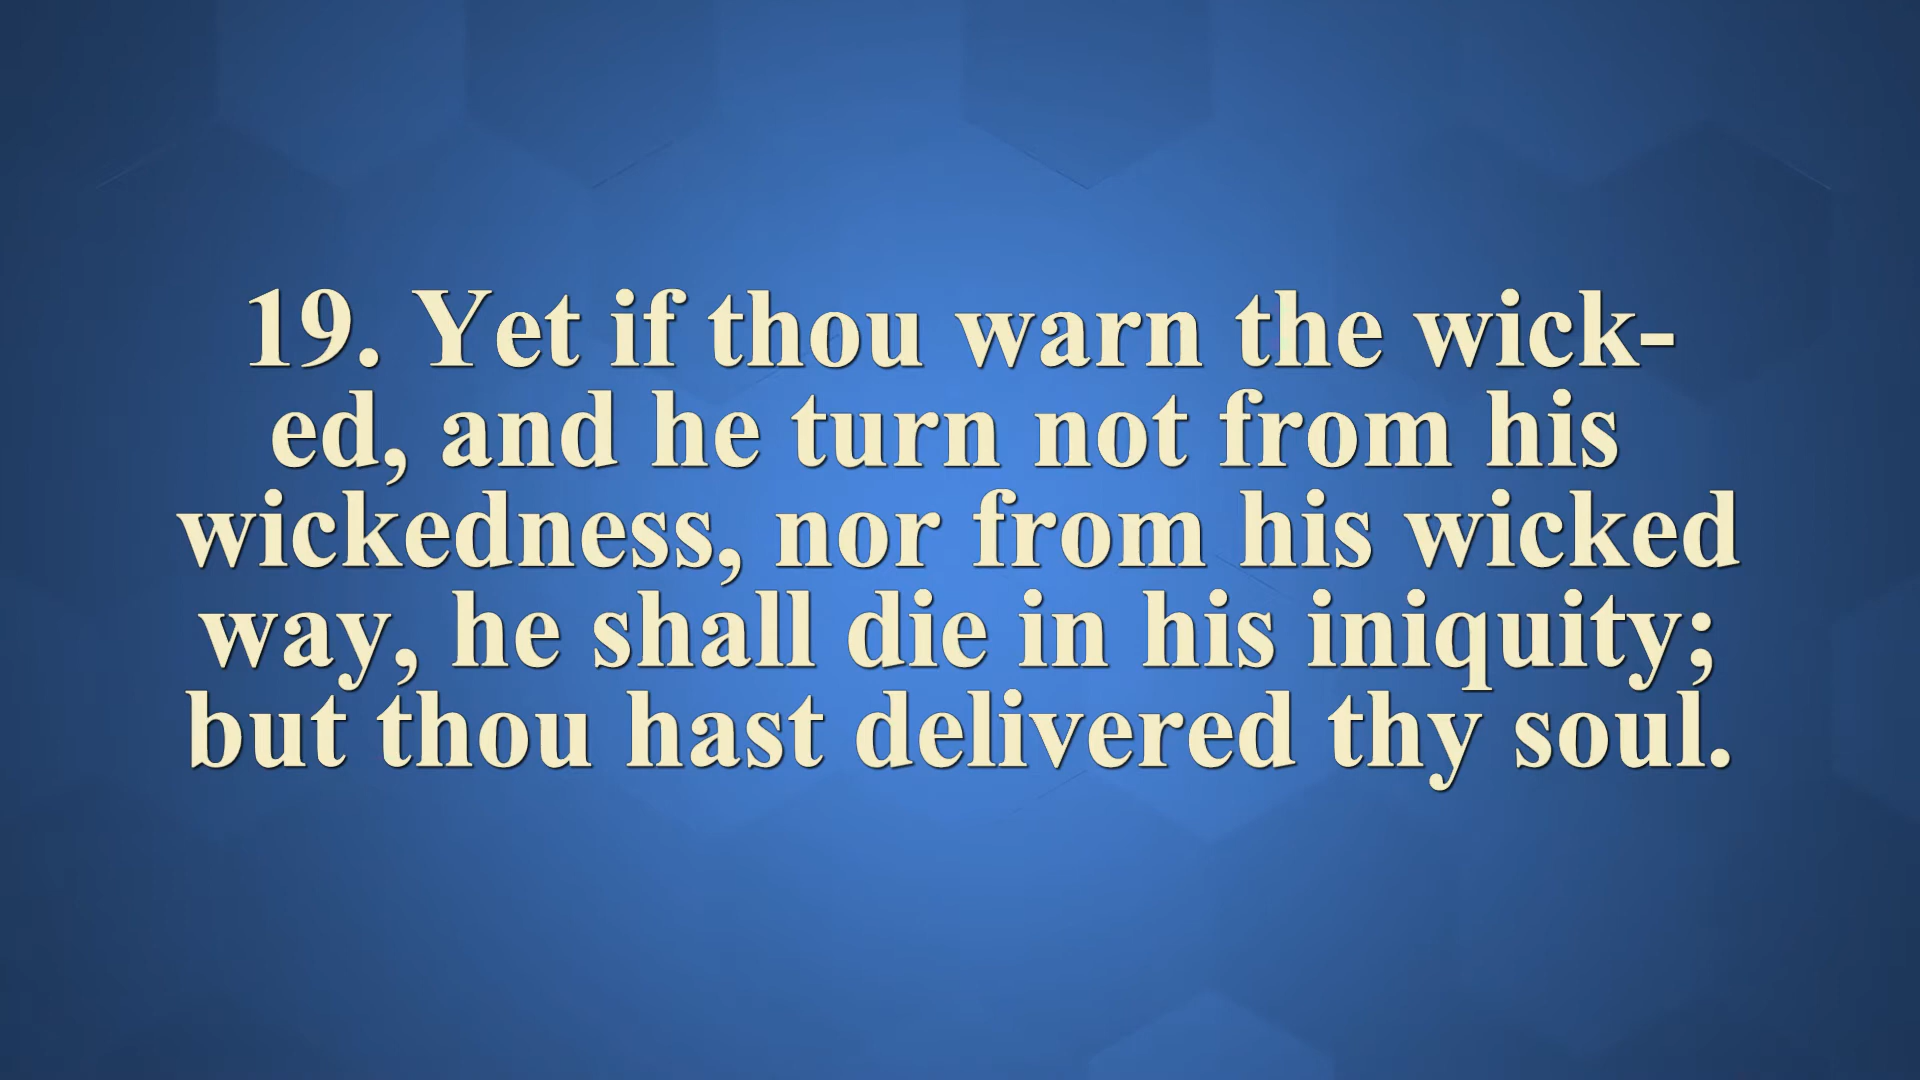 19. Yet if thou warn the wick-
ed, and he turn not from his
wickedness, nor from his wicked
way, he shall die in his iniquity;
but thou hast delivered thy soul.